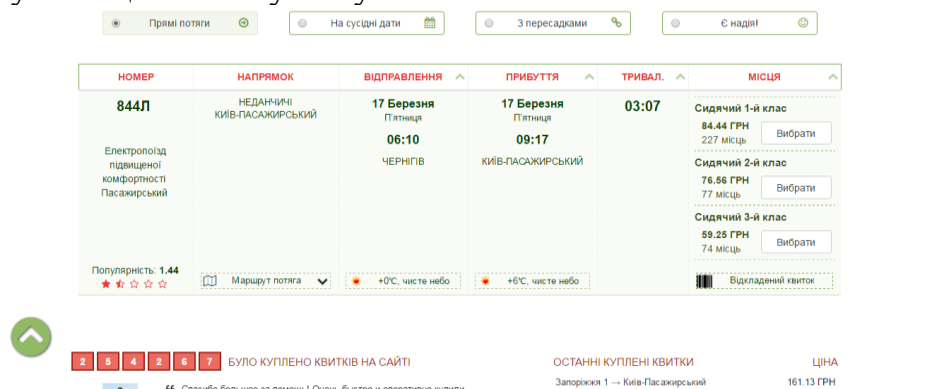 Прямі потяги
На сусідні дати
З пересадками
Є надія!
НОМЕР НАПРЯМОК ВІДПРАВЛЕННЯ ПРИБУТТЯ ТРИВАЛ. МІСЦЯ
844Л
Електропоїзд
підвищеної
комфортності
Пасажирський
Популярність: 1.44
НЕДАНЧИЧІ
КИЇВ-ПАСАЖИРСЬКИЙ
Маршрут потяга
17 Березня
П'ятниця
06:10
ЧЕРНІГІВ
+0°C, чисте небо
17 Березня
П'ятниця
09:17
КИЇВ-ПАСАЖИРСЬКИЙ
+6°C, чисте небо
03:07
Сидячий 1-й клас
84.44 ГРН
227 місць
Вибрати
Сидячий 2-й клас
76.56 ГРН
77 місць
Вибрати
Сидячий 3-й клас
59.25 ГРН
74 місць
Вибрати
Відкладений квиток
2 5 4 2 6 7 БУЛО КУПЛЕНО КВИТКІВ НА САЙТІ
ОСТАННІ КУПЛЕНІ КВИТКИ ЦІНА
Запоріжжя 1 → Київ-Пасажирський 161.13 ГРН